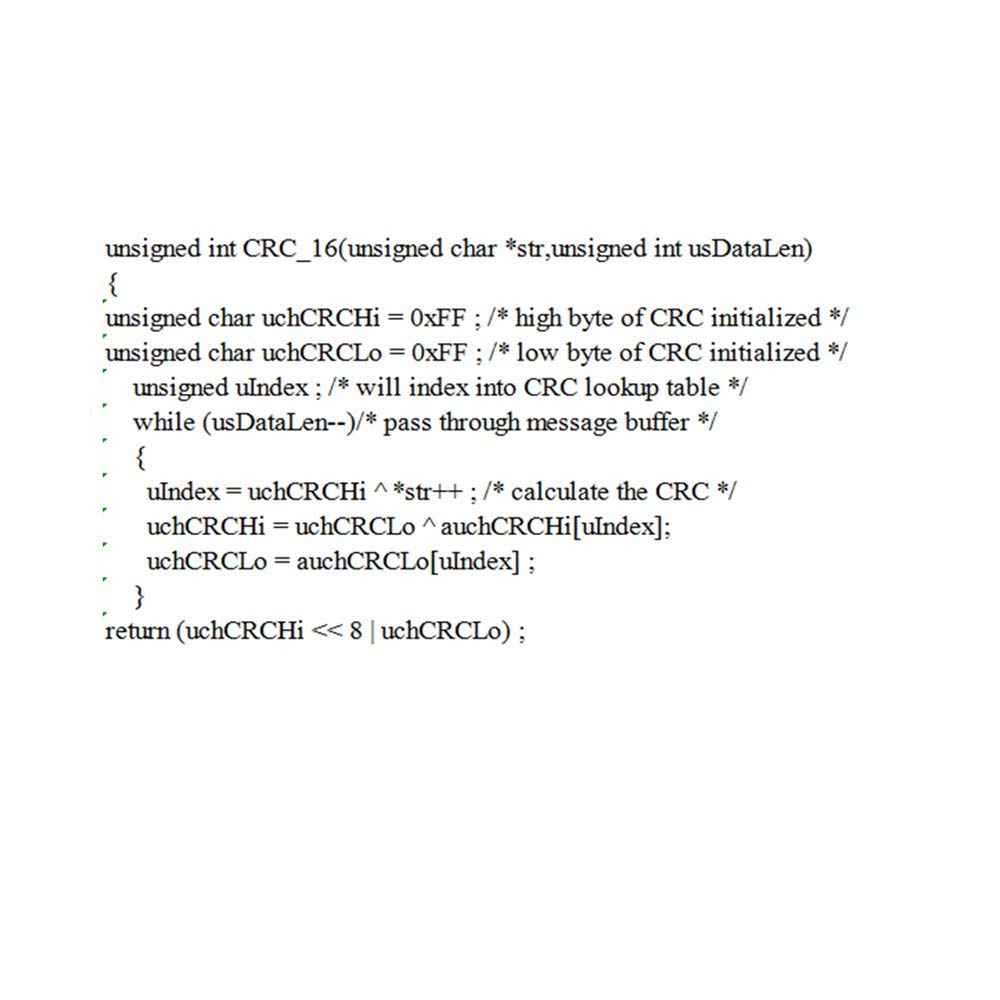 unsigned int CRC_16(unsigned char *str,unsigned int usDataLen)
{
unsigned char uchCRCHi = 0xFF ; /* high byte of CRC initialized */
unsigned char uchCRCLo = 0xFF ; /* low byte of CRC initialized */
unsigned uIndex ; /* will index into CRC lookup table */
while (usDataLen--)/* pass through message buffer */
{
uIndex = uchCRCHi ^ *str++ ; /* calculate the CRC */
uchCRCHi = uchCRCLo ^ auchCRCHi[uIndex];
uchCRCLo = auchCRCLo[uIndex] ;
}
return (uchCRCHi << 8 | uchCRCLo) ;